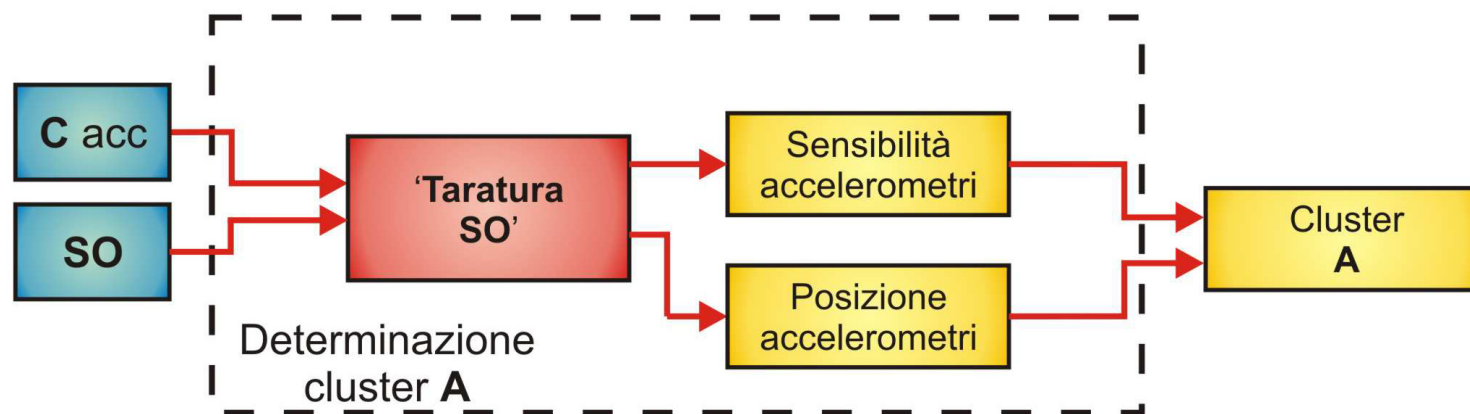 C acc
SO
'Taratura
SO'
Sensibilità
accelerometri
Posizione
accelerometri
Cluster
A
Determinazione
cluster A